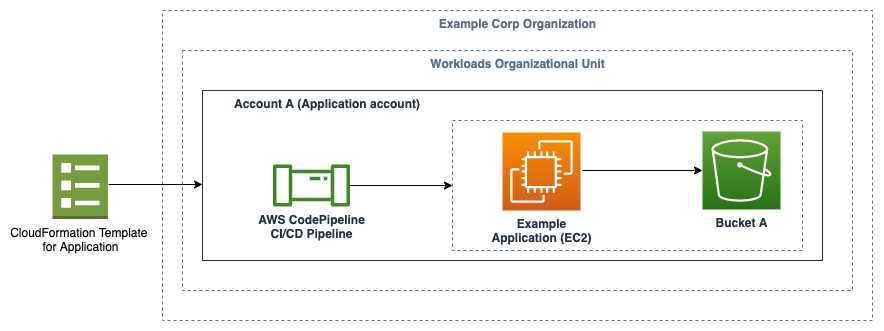 Example Corp Organization
Workloads Organizational Unit
Account A (Application account)
CloudFormation Template
for Application
AWS CodePipeline
CI/CD Pipeline
Example
Application (EC2)
Bucket A